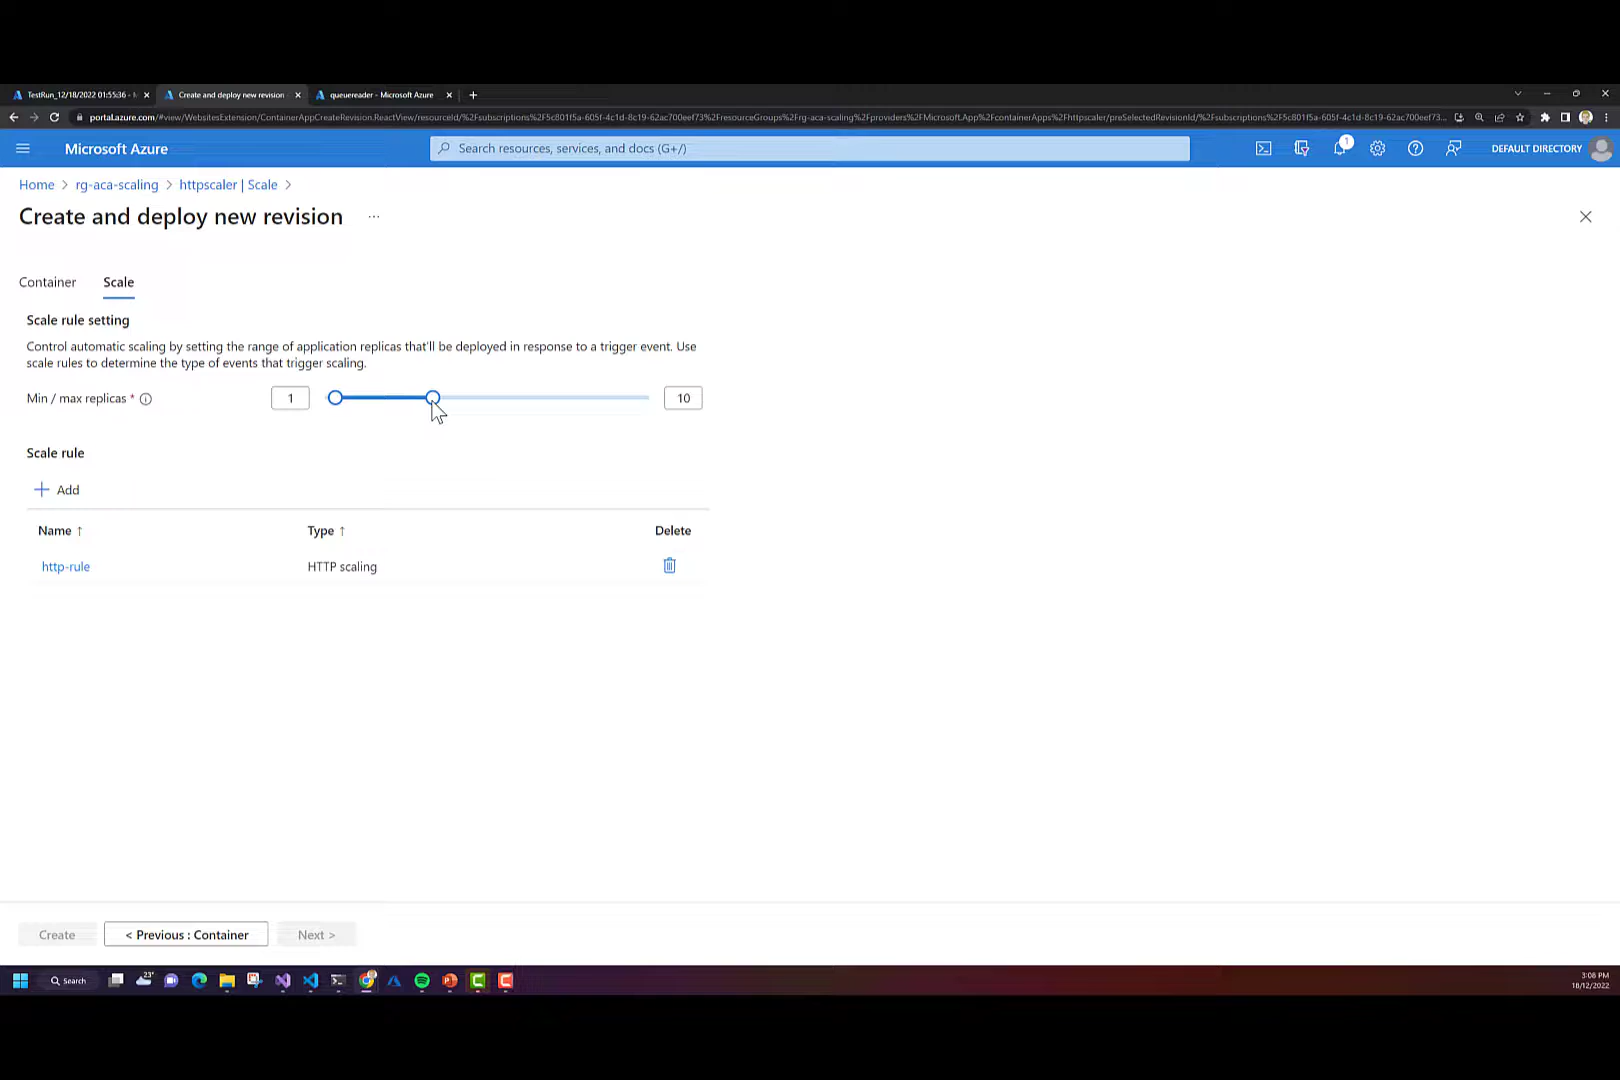 TestRun_12/18/2022 01:55:36 - M
Create and deploy new revision
queuereader - Microsoft Azure
Microsoft Azure
Search resources, services, and docs (G+/)
1
DEFAULT DIRECTORY
Home > rg-aca-scaling > httpscaler | Scale >
Create and deploy new revision ...
Container
Scale
Scale rule setting
Control automatic scaling by setting the range of application replicas that'll be deployed in response to a trigger event. Use
scale rules to determine the type of events that trigger scaling.
Min / max replicas *
1
10
Scale rule
+ Add
Name ↑
Type ↑
Delete
http-rule
HTTP scaling
Create
< Previous : Container
Next >
23°
Search
3:08 PM
18/12/2022